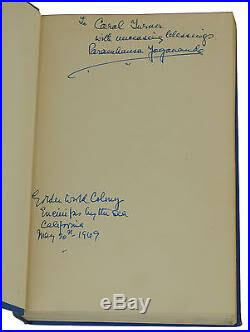 To Carol Turner
with unceasing blessings
Paramhansa Yogananda
Golden World Colony
Encinitas by the Sea
California
May 20th 1949